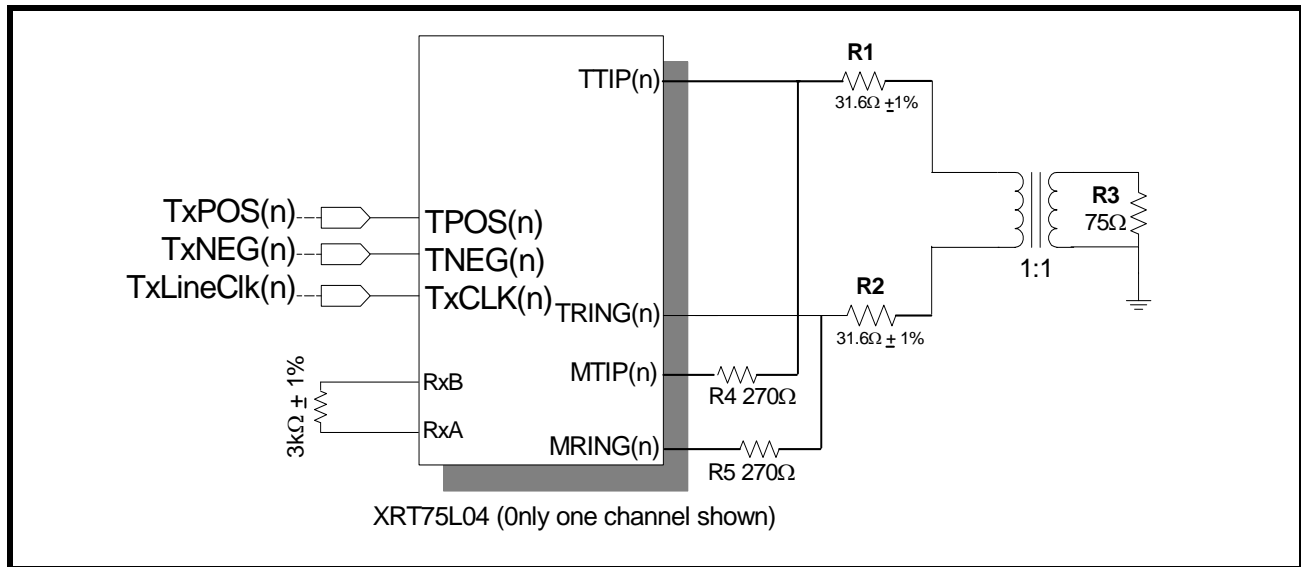 R1
TTIP(n)
31.6Ω ±1%
TxPOS(n)
TPOS(n)
R3
75Ω
TxNEG(n)
TNEG(n)
1:1
TxLineClk(n)
TxCLK(n)
R2
TRING(n)
31.6Ω ± 1%
MTIP(n)
RxB
R4 270Ω
3kΩ ± 1%
RxA
MRING(n)
R5 270Ω
XRT75L04 (0nly one channel shown)